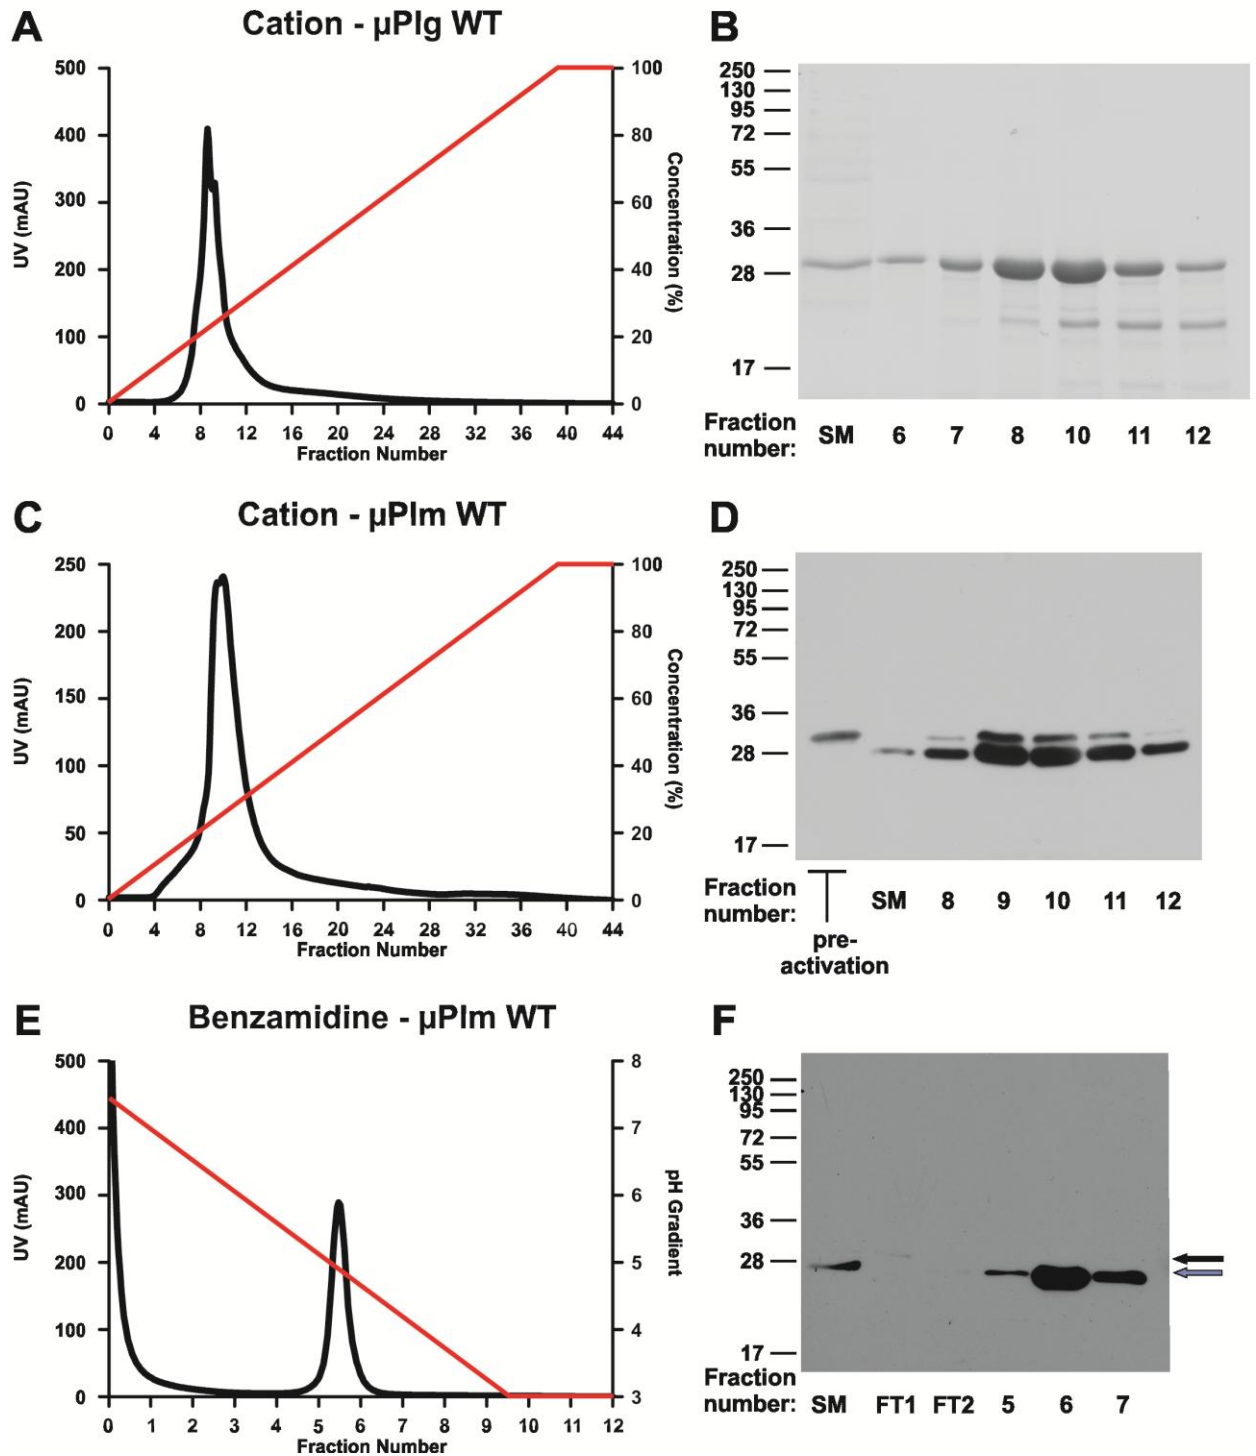 A
Cation - µPlg WT
500
400
300
200
100
0
UV (mAU)
100
80
60
40
20
0
Concentration (%)
0 4 8 12 16 20 24 28 32 36 40 44
Fraction Number
B
250
130
95
72
55
36
28
17
Fraction
number: SM 6 7 8 10 11 12
C
Cation - µPlm WT
250
200
150
100
50
0
UV (mAU)
100
80
60
40
20
0
Concentration (%)
0 4 8 12 16 20 24 28 32 36 40 44
Fraction Number
D
250
130
95
72
55
36
28
17
Fraction
number: SM 8 9 10 11 12
pre-
activation
E
Benzamidine - µPlm WT
500
400
300
200
100
0
UV (mAU)
8
7
6
5
4
3
pH Gradient
0 1 2 3 4 5 6 7 8 9 10 11 12
Fraction Number
F
250
130
95
72
55
36
28
17
Fraction
number: SM FT1 FT2 5 6 7